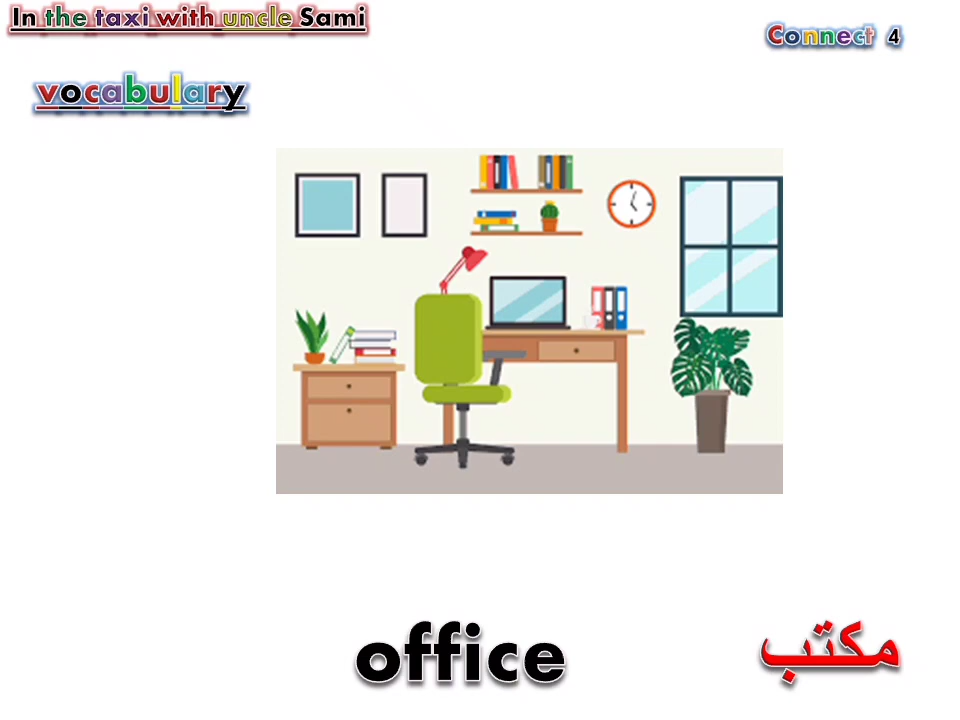 In the taxi with uncle Sami
Connect 4
vocabulary
office
مكتب